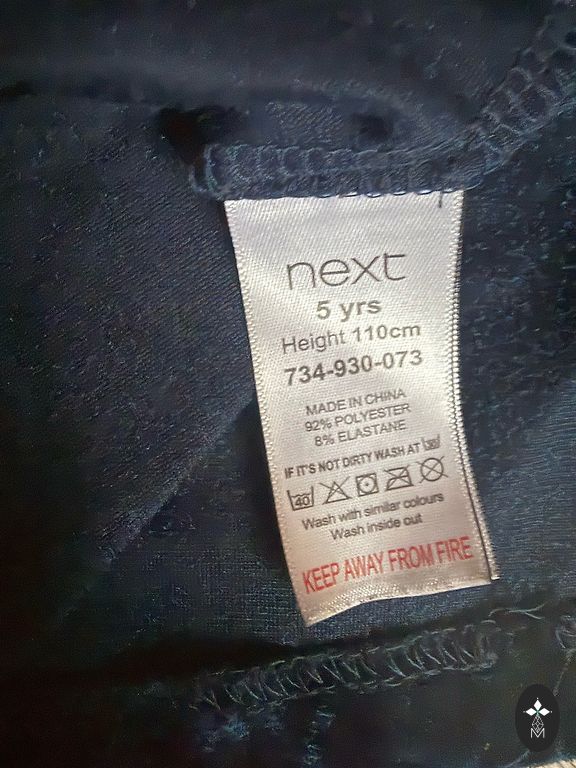 next
5 yrs
Height 110cm
734-930-073
MADE IN CHINA
92% POLYESTER
8% ELASTANE
IF IT'S NOT DIRTY WASH AT 30
40
Wash with similar colours
Wash inside out
KEEP AWAY FROM FIRE
M